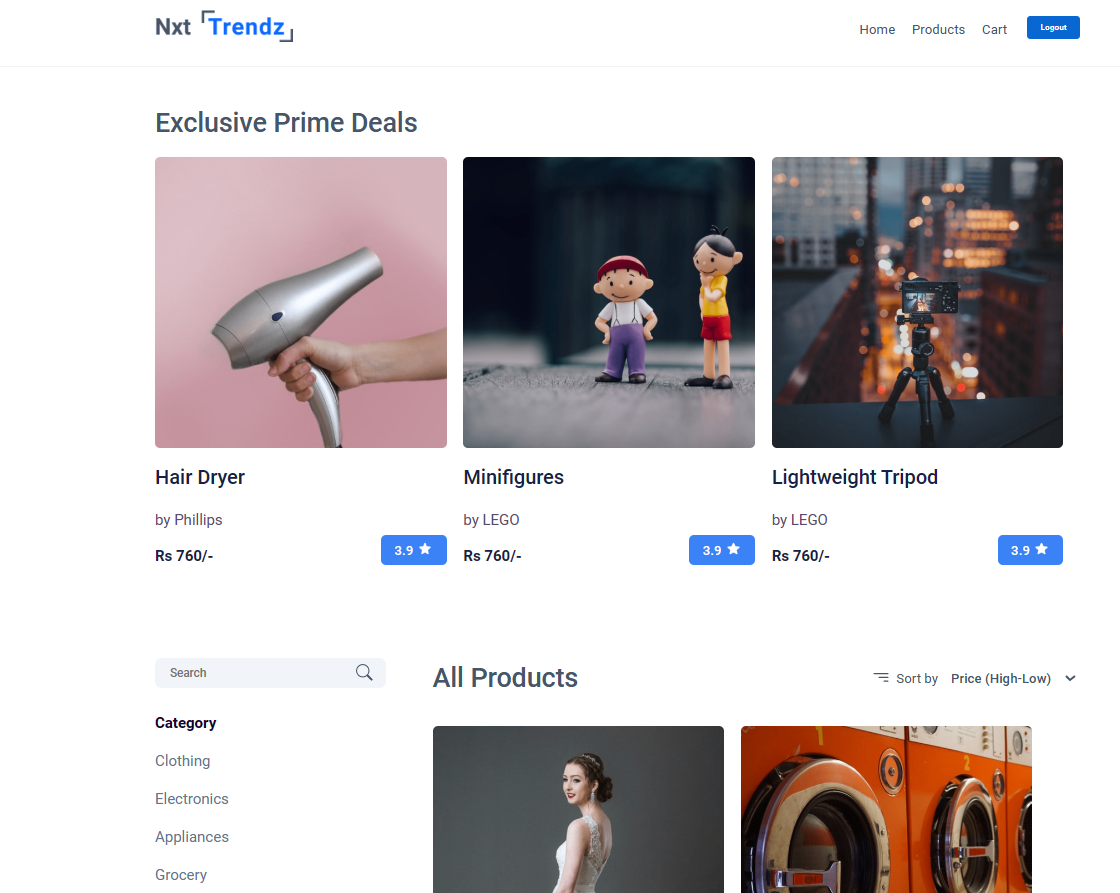 Nxt Trendz
Home Products Cart Logout
Exclusive Prime Deals
Hair Dryer
by Phillips
Rs 760/-
3.9
Minifigures
by LEGO
Rs 760/-
3.9
Lightweight Tripod
by LEGO
Rs 760/-
3.9
Search
Category
Clothing
Electronics
Appliances
Grocery
All Products
Sort by Price (High-Low)
1
2